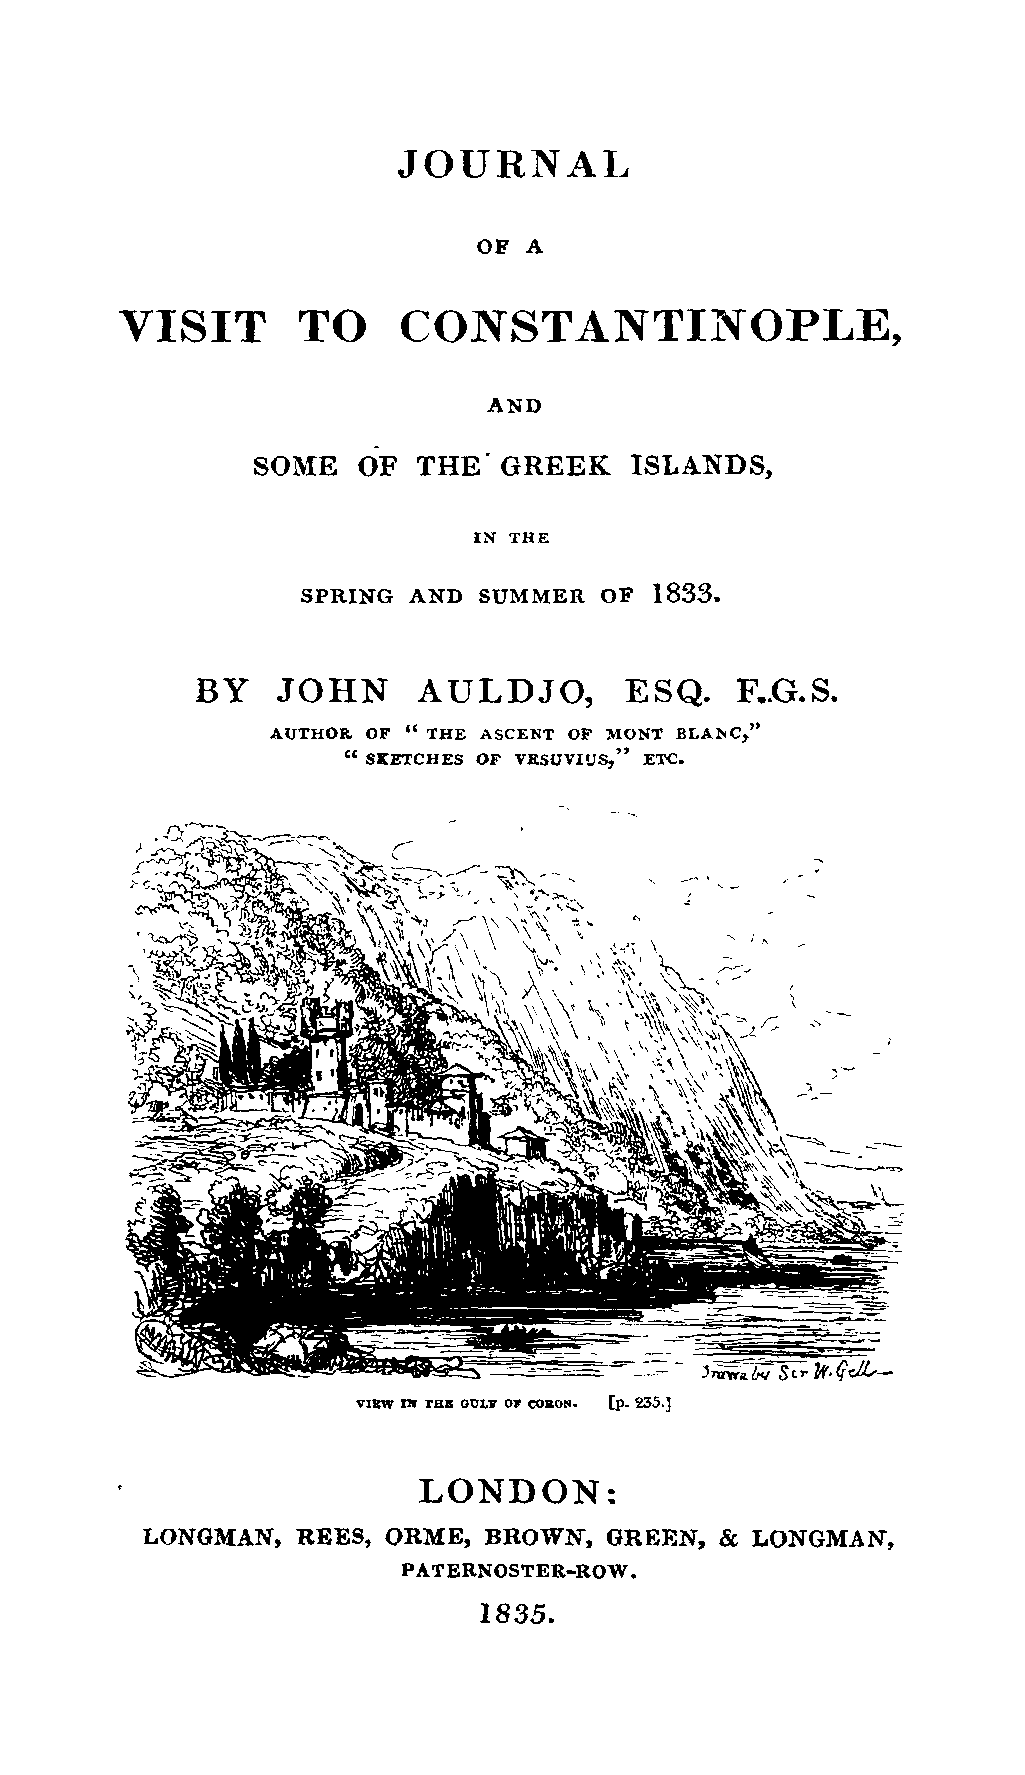 JOURNAL
OF A
VISIT TO CONSTANTINOPLE,
AND
SOME OF THE GREEK ISLANDS,
IN THE
SPRING AND SUMMER OF 1833.
BY JOHN AULDJO, ESQ. F.G.S.
AUTHOR OF “ THE ASCENT OF MONT BLANC,”
“ SKETCHES OF VESUVIUS,” ETC.
Drawn by Sir W. Gell
VIEW IN THE GULF OF CORON. [p. 235.]
LONDON:
LONGMAN, REES, ORME, BROWN, GREEN, & LONGMAN,
PATERNOSTER-ROW.
1835.